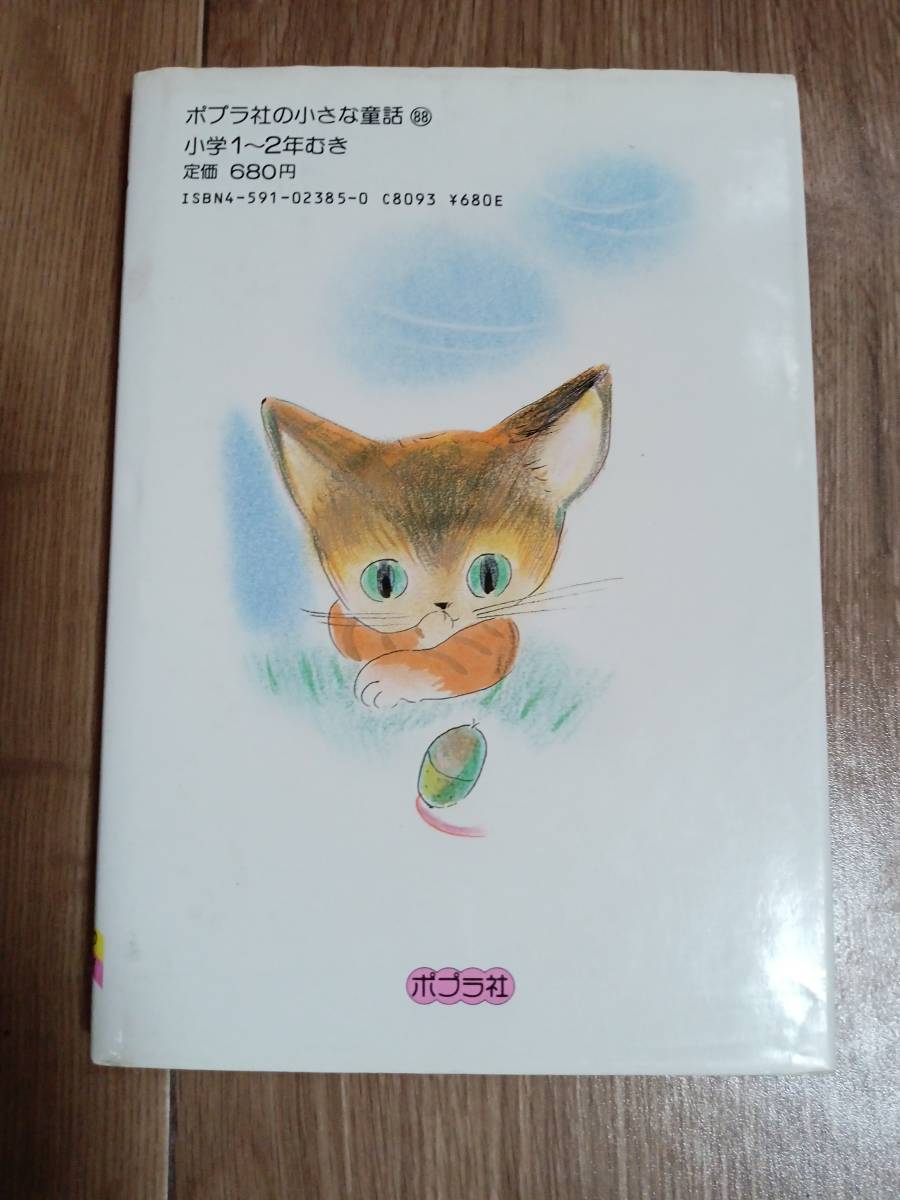 ポプラ社の小さな童話 88
小学1〜2年むき
定価 680円
ISBN4-591-02385-0 C8093 ¥680E
ポプラ社